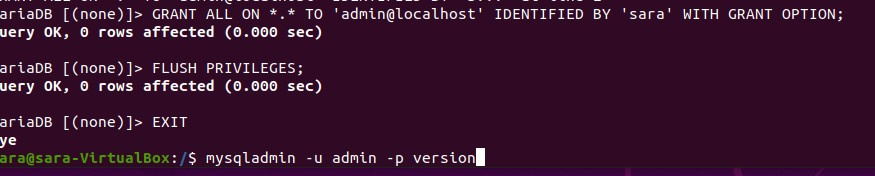 ariaDB [(none)]> GRANT ALL ON *.* TO 'admin@localhost' IDENTIFIED BY 'sara' WITH GRANT OPTION;
uery OK, 0 rows affected (0.000 sec)
ariaDB [(none)]> FLUSH PRIVILEGES;
uery OK, 0 rows affected (0.000 sec)
ariaDB [(none)]> EXIT
ye
ara@sara-VirtualBox:/$ mysqladmin -u admin -p version